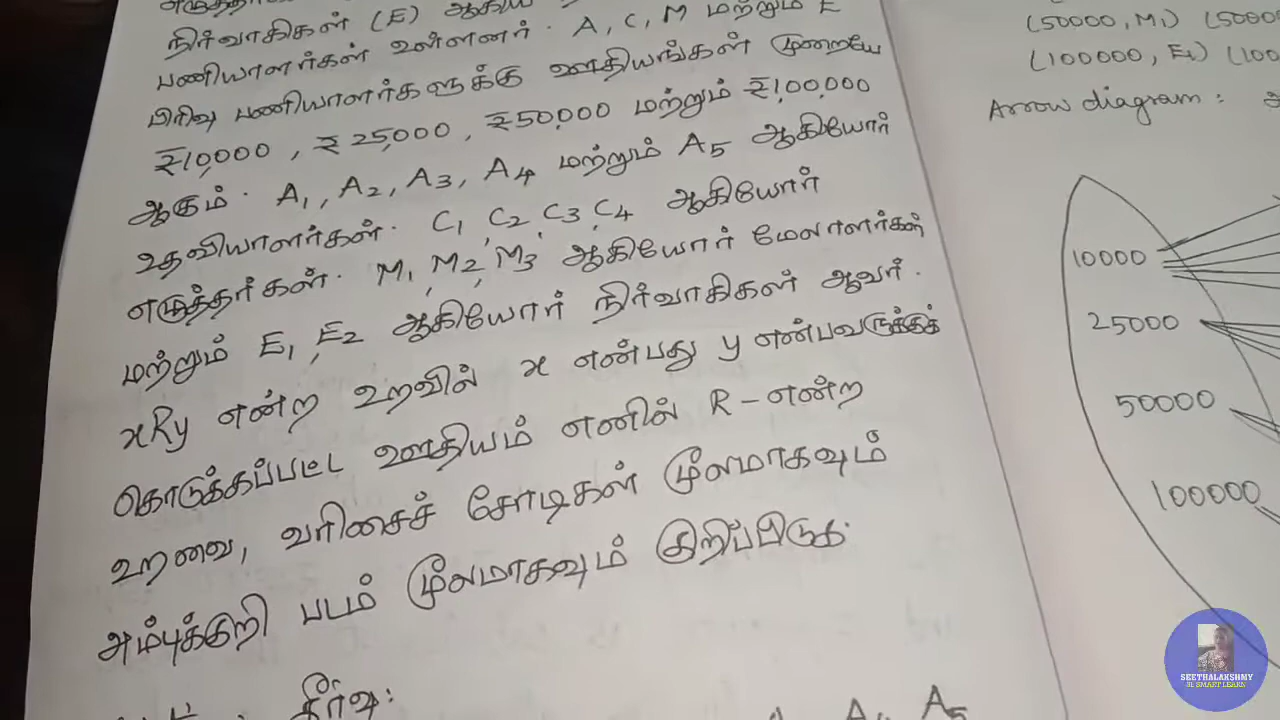 நிர்வாகிகள் (E) ஆகிய
பணியாளர்கள் உள்ளனர். A, C, M மற்றும் E
பிரிவு பணியாளர்களுக்கு ஊதியங்கள் முறையே
₹10,000, ₹25,000, ₹50,000 மற்றும் ₹1,00,000
ஆகும். A1, A2, A3, A4 மற்றும் A5 ஆகியோர்
உதவியாளர்கள். C1, C2, C3, C4 ஆகியோர்
எழுத்தர்கள். M1, M2, M3 ஆகியோர் மேலாளர்கள்
மற்றும் E1, E2 ஆகியோர் நிர்வாகிகள் ஆவர்.
xRy என்ற உறவில் x என்பது y என்பவருக்குக்
கொடுக்கப்பட்ட ஊதியம் எனில் R-என்ற
உறவை, வரிசைச் சோடிகள் மூலமாகவும்
அம்புக்குறி படம் மூலமாகவும் குறிப்பிடுக.
தீர்வு:
A4 A5
(50000, M1) (5000
(100000, E1) (100
Arrow diagram:
10000
25000
50000
100000
SEETHALAKSHMY
BE SMART LEARN